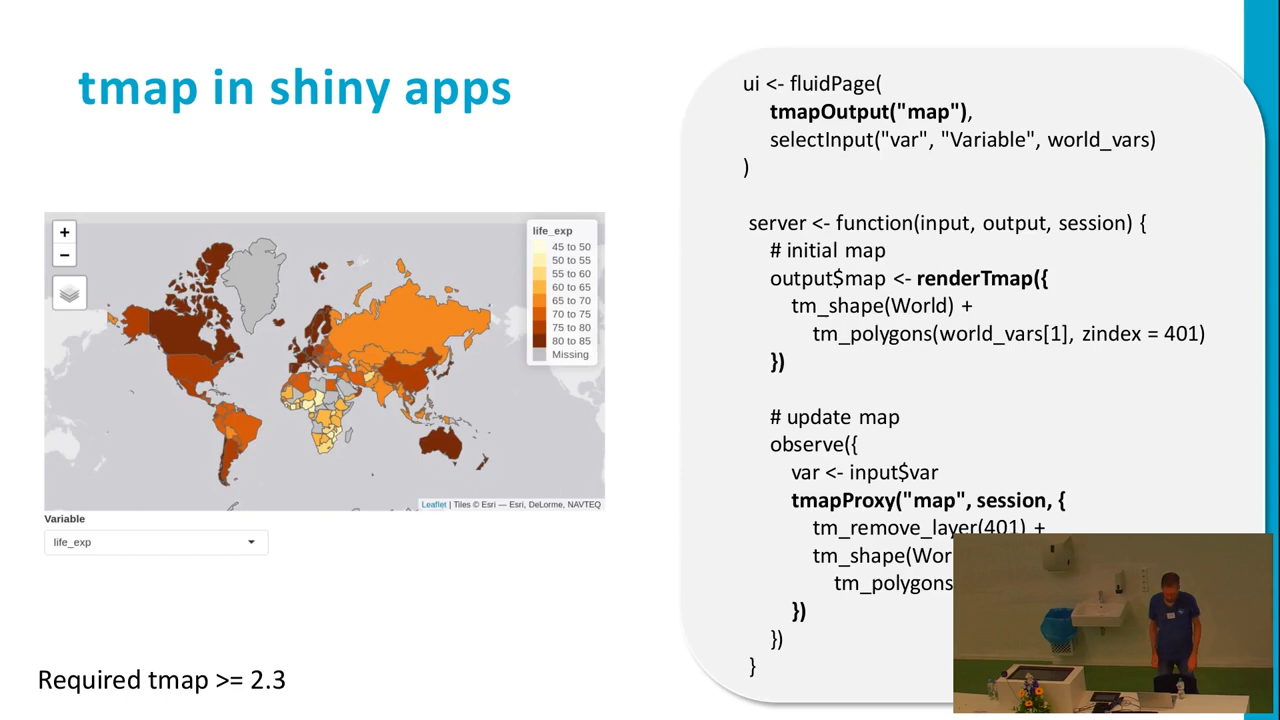 tmap in shiny apps
+
−
life_exp
45 to 50
50 to 55
55 to 60
60 to 65
65 to 70
70 to 75
75 to 80
80 to 85
Missing
Leaflet | Tiles © Esri — Esri, DeLorme, NAVTEQ
Variable
life_exp
Required tmap >= 2.3
ui <- fluidPage(
tmapOutput("map"),
selectInput("var", "Variable", world_vars)
)
server <- function(input, output, session) {
# initial map
output$map <- renderTmap({
tm_shape(World) +
tm_polygons(world_vars[1], zindex = 401)
})
# update map
observe({
var <- input$var
tmapProxy("map", session, {
tm_remove_layer(401) +
tm_shape(Wor
tm_polygons
})
})
}